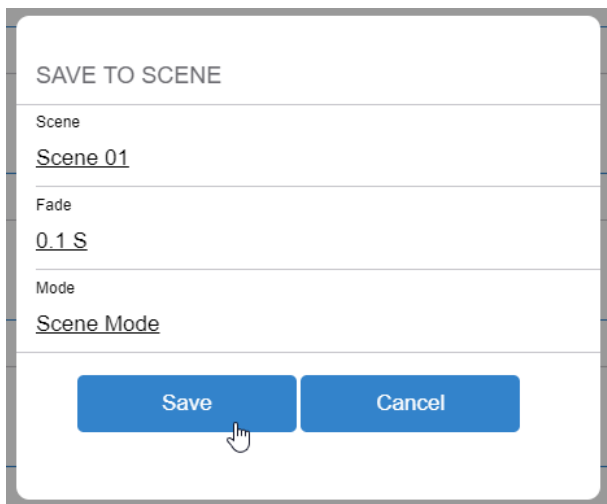 SAVE TO SCENE
Scene
Scene 01
Fade
0.1 S
Mode
Scene Mode
Save Cancel